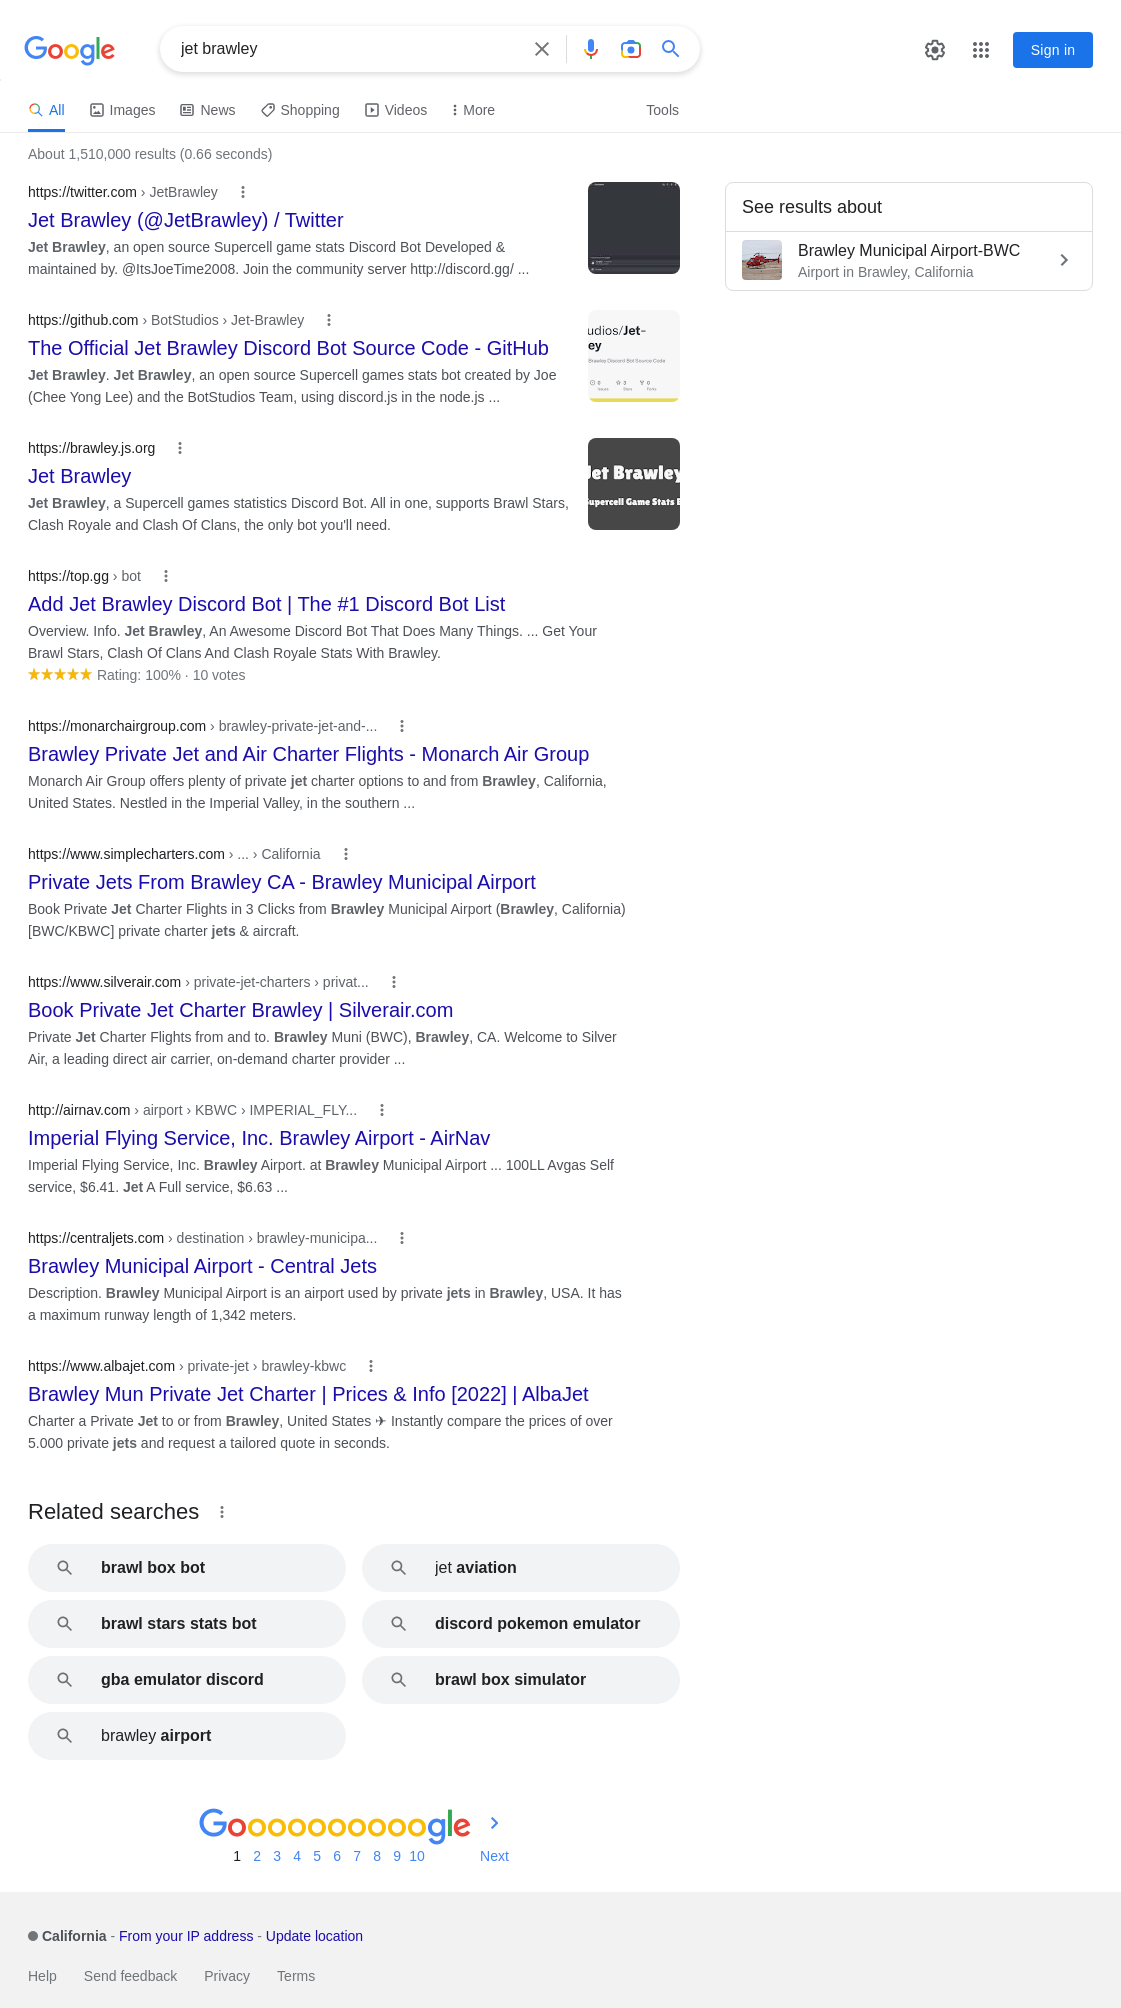 Google
jet brawley
Sign in
All
Images
News
Shopping
Videos
More
Tools
About 1,510,000 results (0.66 seconds)
https://twitter.com › JetBrawley
Jet Brawley (@JetBrawley) / Twitter
Jet Brawley, an open source Supercell game stats Discord Bot Developed &
maintained by. @ItsJoeTime2008. Join the community server http://discord.gg/ ...
See results about
Brawley Municipal Airport-BWC
Airport in Brawley, California
https://github.com › BotStudios › Jet-Brawley
The Official Jet Brawley Discord Bot Source Code - GitHub
Jet Brawley. Jet Brawley, an open source Supercell games stats bot created by Joe
(Chee Yong Lee) and the BotStudios Team, using discord.js in the node.js ...
udios/Jet-
ey
Brawley Discord Bot Source Code
0 3 0
Issues Stars Forks
https://brawley.js.org
Jet Brawley
Jet Brawley, a Supercell games statistics Discord Bot. All in one, supports Brawl Stars,
Clash Royale and Clash Of Clans, the only bot you'll need.
Jet Brawley
Supercell Game Stats B
https://top.gg › bot
Add Jet Brawley Discord Bot | The #1 Discord Bot List
Overview. Info. Jet Brawley, An Awesome Discord Bot That Does Many Things. ... Get Your
Brawl Stars, Clash Of Clans And Clash Royale Stats With Brawley.
Rating: 100% · 10 votes
https://monarchairgroup.com › brawley-private-jet-and-...
Brawley Private Jet and Air Charter Flights - Monarch Air Group
Monarch Air Group offers plenty of private jet charter options to and from Brawley, California,
United States. Nestled in the Imperial Valley, in the southern ...
https://www.simplecharters.com › ... › California
Private Jets From Brawley CA - Brawley Municipal Airport
Book Private Jet Charter Flights in 3 Clicks from Brawley Municipal Airport (Brawley, California)
[BWC/KBWC] private charter jets & aircraft.
https://www.silverair.com › private-jet-charters › privat...
Book Private Jet Charter Brawley | Silverair.com
Private Jet Charter Flights from and to. Brawley Muni (BWC), Brawley, CA. Welcome to Silver
Air, a leading direct air carrier, on-demand charter provider ...
http://airnav.com › airport › KBWC › IMPERIAL_FLY...
Imperial Flying Service, Inc. Brawley Airport - AirNav
Imperial Flying Service, Inc. Brawley Airport. at Brawley Municipal Airport ... 100LL Avgas Self
service, $6.41. Jet A Full service, $6.63 ...
https://centraljets.com › destination › brawley-municipa...
Brawley Municipal Airport - Central Jets
Description. Brawley Municipal Airport is an airport used by private jets in Brawley, USA. It has
a maximum runway length of 1,342 meters.
https://www.albajet.com › private-jet › brawley-kbwc
Brawley Mun Private Jet Charter | Prices & Info [2022] | AlbaJet
Charter a Private Jet to or from Brawley, United States ✈ Instantly compare the prices of over
5.000 private jets and request a tailored quote in seconds.
Related searches
brawl box bot
jet aviation
brawl stars stats bot
discord pokemon emulator
gba emulator discord
brawl box simulator
brawley airport
Goooooooooogle
1 2 3 4 5 6 7 8 9 10 Next
California - From your IP address - Update location
Help Send feedback Privacy Terms